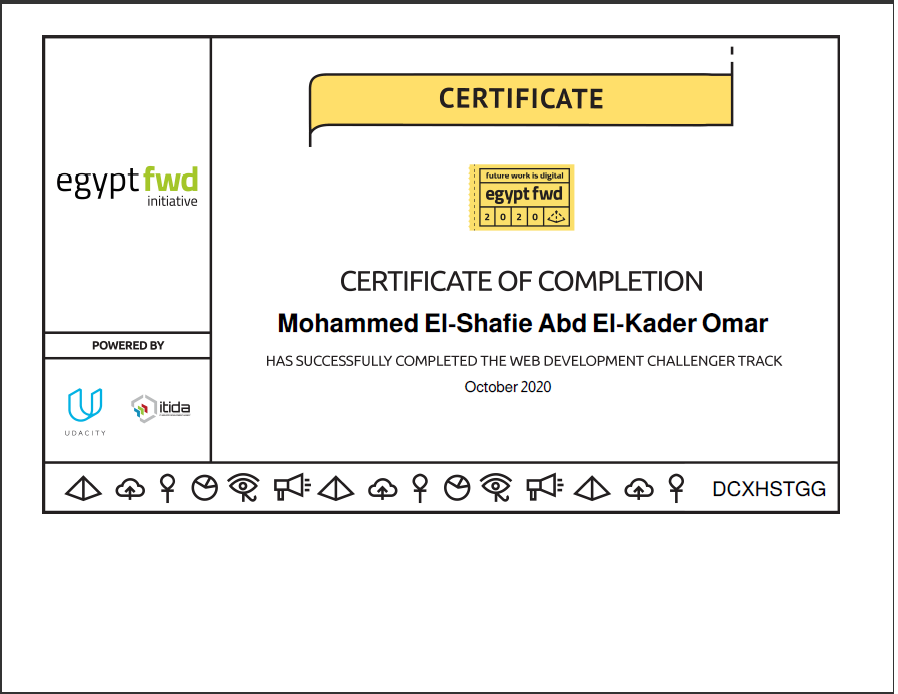 CERTIFICATE
egypt fwd
initiative
future work is digital
egypt fwd
2 0 2 0
CERTIFICATE OF COMPLETION
Mohammed El-Shafie Abd El-Kader Omar
HAS SUCCESSFULLY COMPLETED THE WEB DEVELOPMENT CHALLENGER TRACK
October 2020
POWERED BY
UDACITY
itida
DCXHSTGG